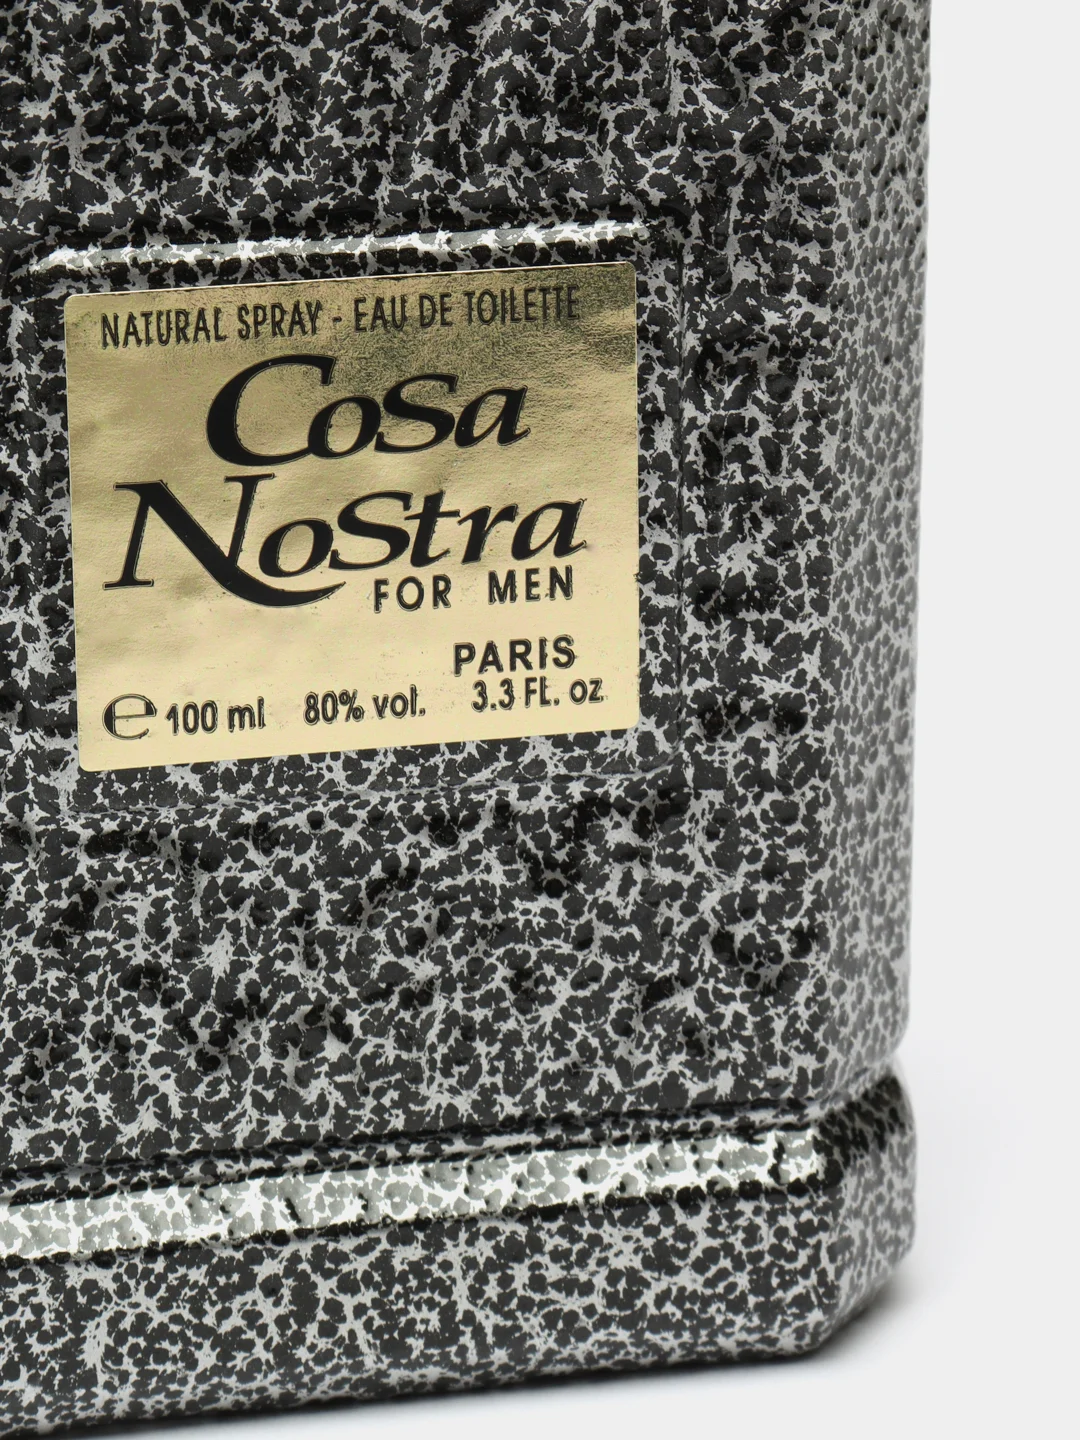 NATURAL SPRAY - EAU DE TOILETTE
Cosa
Nostra
FOR MEN
PARIS
℮ 100 ml 80% vol. 3.3 FL. oz